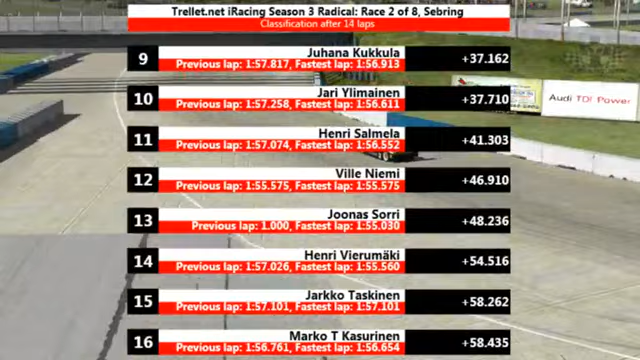 Trellet.net iRacing Season 3 Radical: Race 2 of 8, Sebring
Classification after 14 laps
9 Juhana Kukkula +37.162
Previous lap: 1:57.817, Fastest lap: 1:56.913
10 Jari Ylimainen +37.710
Previous lap: 1:57.258, Fastest lap: 1:56.611
Audi TDI Power
11 Henri Salmela +41.303
Previous lap: 1:57.074, Fastest lap: 1:56.552
12 Ville Niemi +46.910
Previous lap: 1:55.575, Fastest lap: 1:55.575
13 Joonas Sorri +48.236
Previous lap: 1.000, Fastest lap: 1:55.030
14 Henri Vierumäki +54.516
Previous lap: 1:57.026, Fastest lap: 1:55.560
15 Jarkko Taskinen +58.262
Previous lap: 1:57.101, Fastest lap: 1:57.101
16 Marko T Kasurinen +58.435
Previous lap: 1:56.761, Fastest lap: 1:56.654